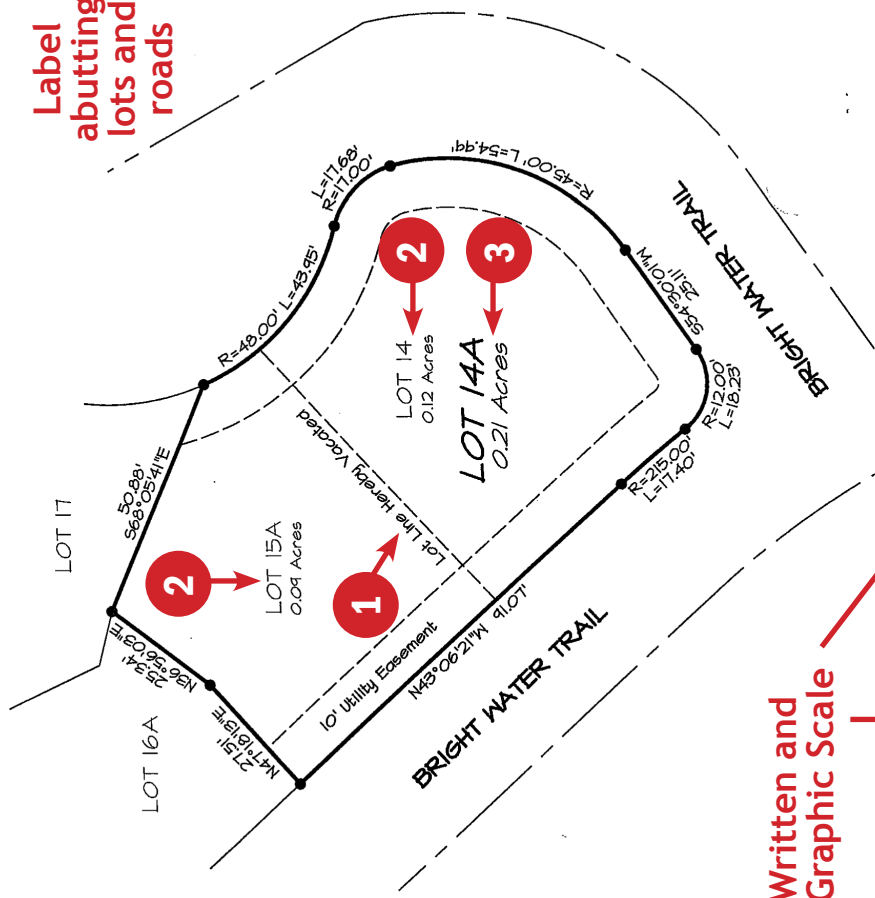 Label
abutting
lots and
roads
L=17.68'
R=17.00'
R=45.00' L=54.99'
R=48.00' L=43.95'
2
3
LOT 14
0.12 Acres
LOT 14A
0.21 Acres
S54°30'01"W
25.11'
BRIGHT WATER TRAIL
BRIGHT WATER TRAIL
R=12.00'
L=18.23'
R=215.00'
L=17.40'
Lot Line Hereby Vacated
50.88'
S68°05'41"E
LOT 17
LOT 15A
0.09 Acres
2
1
25.34'
N36°56'03"E
27.51'
N47°18'13"E
LOT 16A
10' Utility Easement
N43°06'21"W 91.07'
BRIGHT WATER TRAIL
Written and
Graphic Scale